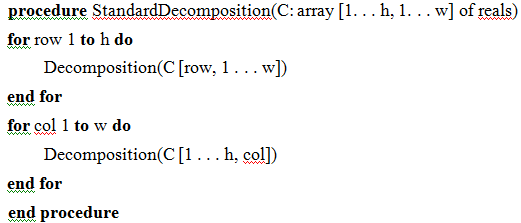 procedure StandardDecomposition(C: array [1. . . h, 1. . . w] of reals)
for row 1 to h do
Decomposition(C [row, 1 . . . w])
end for
for col 1 to w do
Decomposition(C [1 . . . h, col])
end for
end procedure